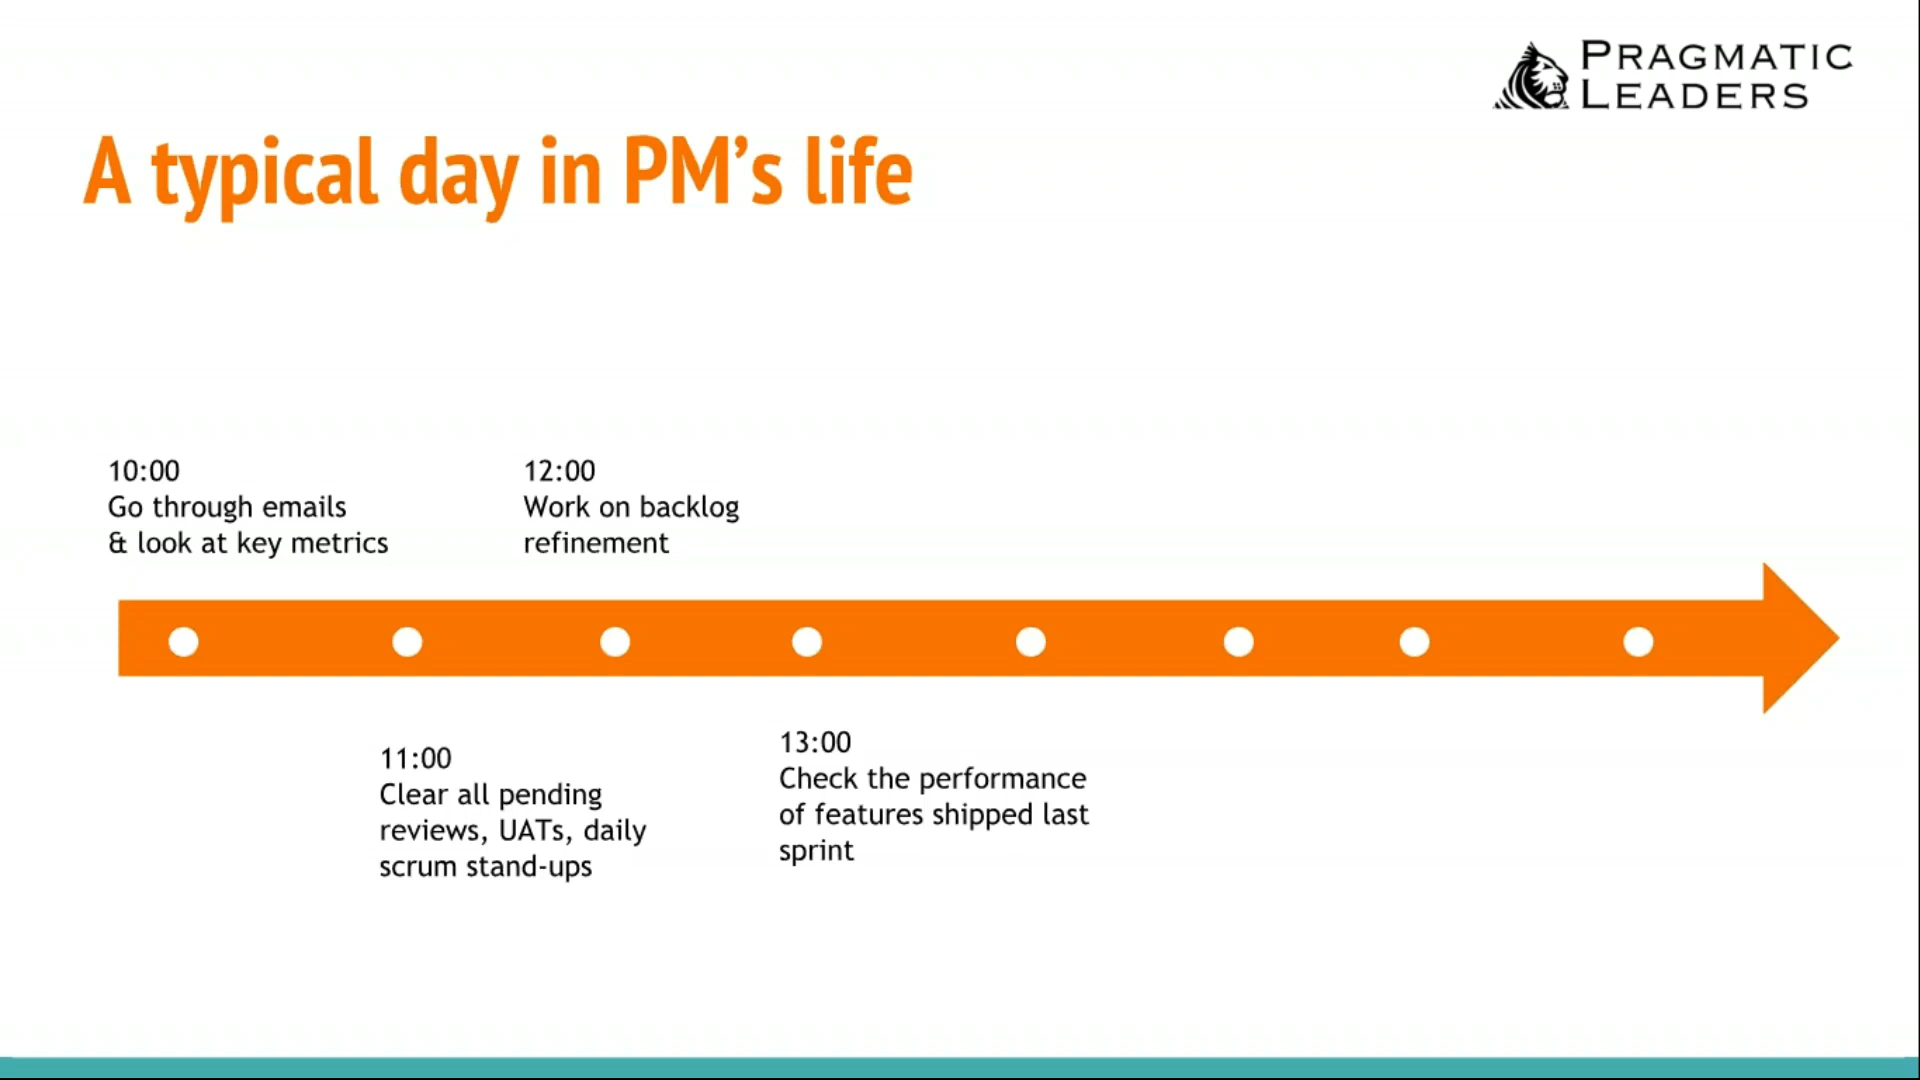 PRAGMATIC
LEADERS
A typical day in PM’s life
10:00
Go through emails
& look at key metrics
12:00
Work on backlog
refinement
11:00
Clear all pending
reviews, UATs, daily
scrum stand-ups
13:00
Check the performance
of features shipped last
sprint